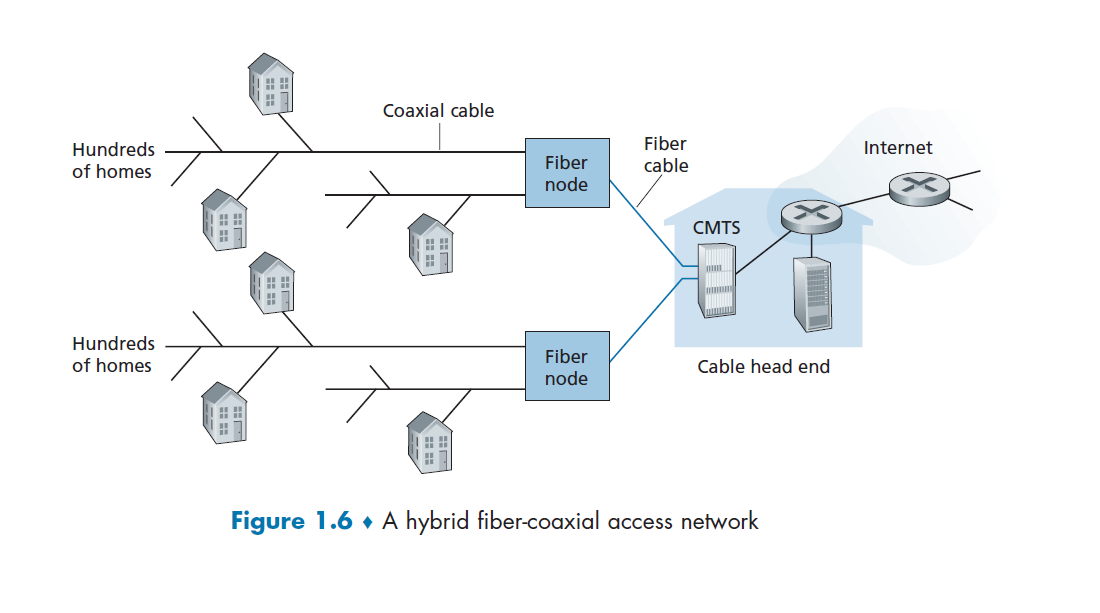 Coaxial cable
Hundreds
of homes
Fiber
node
Fiber
cable
Internet
CMTS
Hundreds
of homes
Fiber
node
Cable head end
Figure 1.6 ♦ A hybrid fiber-coaxial access network